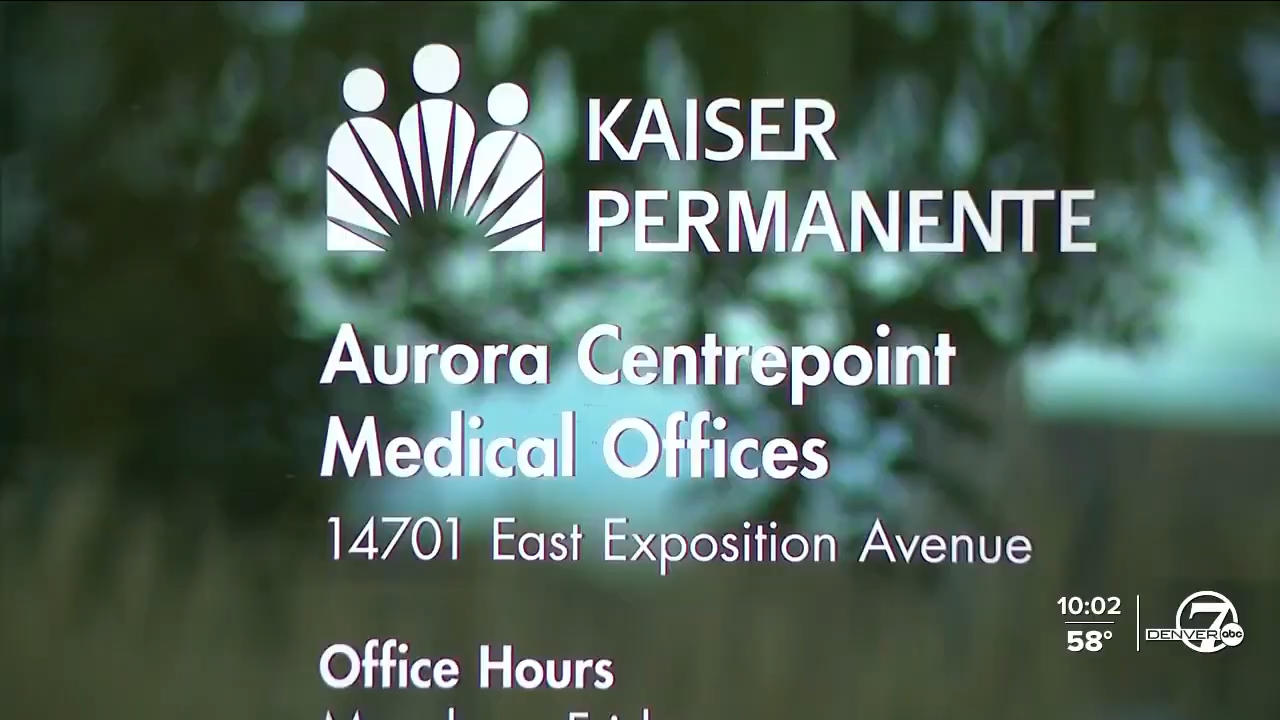 KAISER
PERMANENTE
Aurora Centrepoint
Medical Offices
14701 East Exposition Avenue
Office Hours
10:02
58°
7
DENVER abc